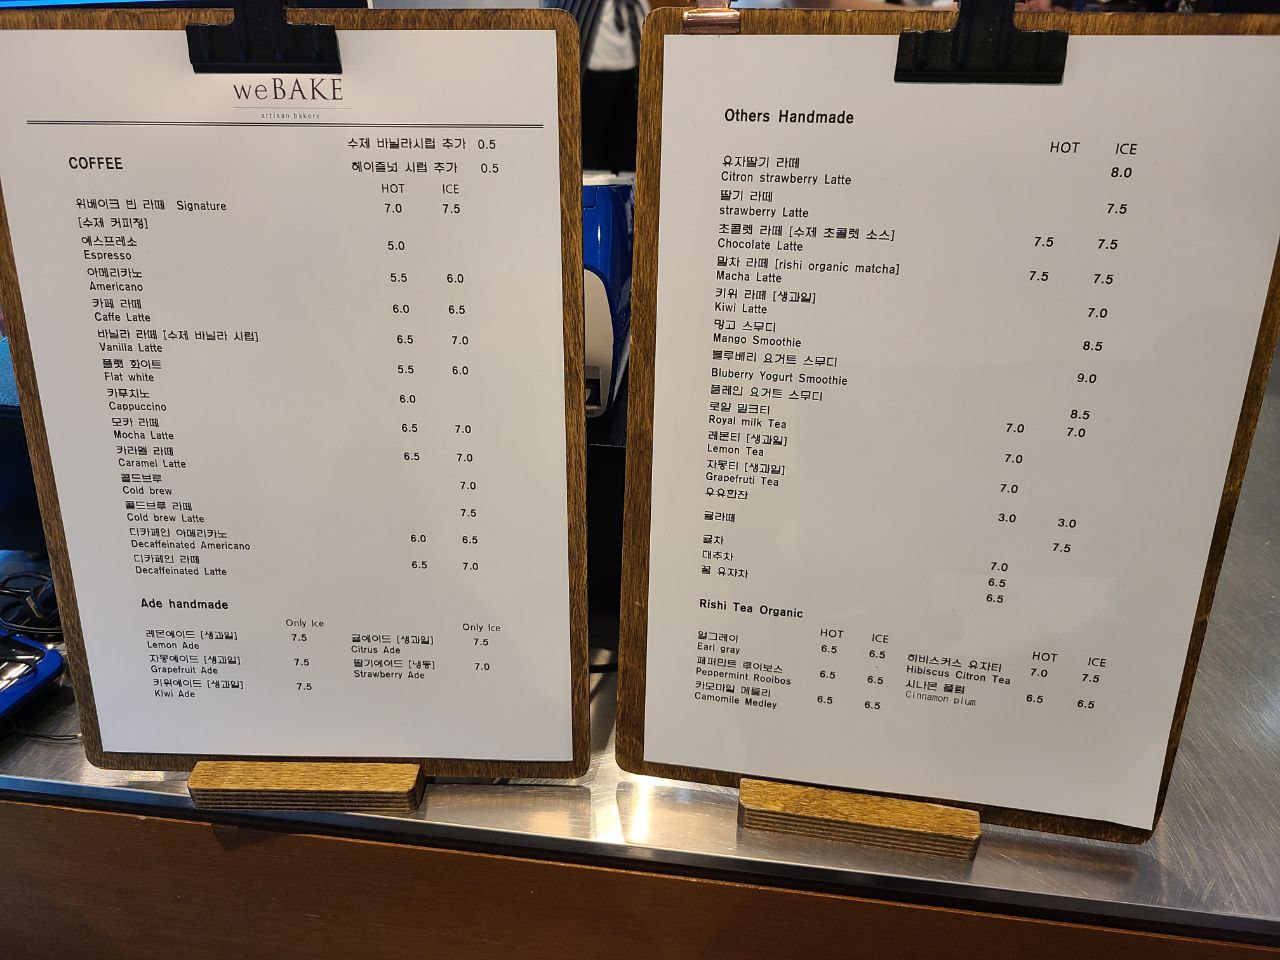 weBAKE
artisan bakery
수제 바닐라시럽 추가 0.5
COFFEE
헤이즐넛 시럽 추가 0.5
HOT ICE
위베이크 빈 라떼 Signature 7.0 7.5
[수제 커피청]
에스프레소 5.0
Espresso
아메리카노 5.5 6.0
Americano
카페 라떼 6.0 6.5
Caffe Latte
바닐라 라떼 [수제 바닐라 시럽] 6.5 7.0
Vanilla Latte
플랫 화이트 5.5 6.0
Flat white
카푸치노 6.0
Cappuccino
모카 라떼 6.5 7.0
Mocha Latte
카라멜 라떼 6.5 7.0
Caramel Latte
콜드브루 7.0
Cold brew
콜드브루 라떼 7.5
Cold brew Latte
디카페인 아메리카노 6.0 6.5
Decaffeinated Americano
디카페인 라떼 6.5 7.0
Decaffeinated Latte
Ade handmade
Only Ice Only Ice
레몬에이드 [생과일] 7.5 귤에이드 [생과일] 7.5
Lemon Ade Citrus Ade
자몽에이드 [생과일] 7.5 딸기에이드 [냉동] 7.0
Grapefruit Ade Strawberry Ade
키위에이드 [생과일] 7.5
Kiwi Ade
Others Handmade
HOT ICE
유자딸기 라떼 8.0
Citron strawberry Latte
딸기 라떼 7.5
strawberry Latte
초콜렛 라떼 [수제 초콜렛 소스] 7.5 7.5
Chocolate Latte
말차 라떼 [rishi organic matcha] 7.5 7.5
Macha Latte
키위 라떼 [생과일] 7.0
Kiwi Latte
망고 스무디 8.5
Mango Smoothie
블루베리 요거트 스무디 9.0
Bluberry Yogurt Smoothie
플레인 요거트 스무디 8.5
로얄 밀크티 7.0 7.0
Royal milk Tea
레몬티 [생과일] 7.0
Lemon Tea
자몽티 [생과일] 7.0
Grapefruti Tea
우유한잔 3.0 3.0
귤라떼 7.5
귤차 7.0
대추차 6.5
꿀 유자차 6.5
Rishi Tea Organic
HOT ICE HOT ICE
얼그레이 6.5 6.5 히비스커스 유자티 7.0 7.5
Earl gray Hibiscus Citron Tea
페퍼민트 루이보스 6.5 6.5 시나몬 플럼 6.5 6.5
Peppermint Rooibos Cinnamon plum
카모마일 메들리 6.5 6.5
Camomile Medley